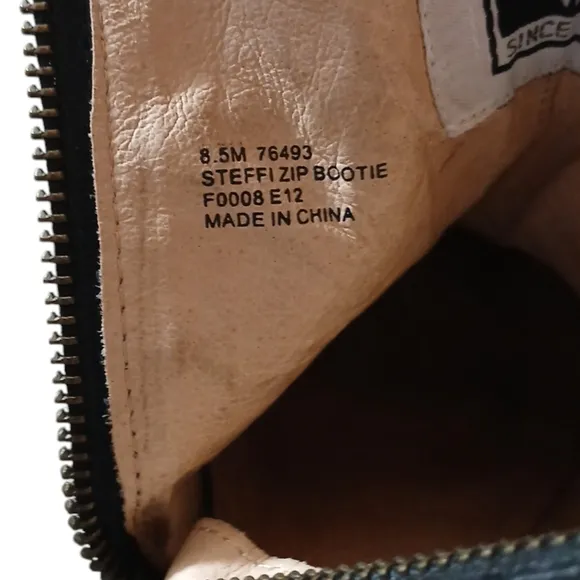 SINCE
8.5M 76493
STEFFI ZIP BOOTIE
F0008 E12
MADE IN CHINA